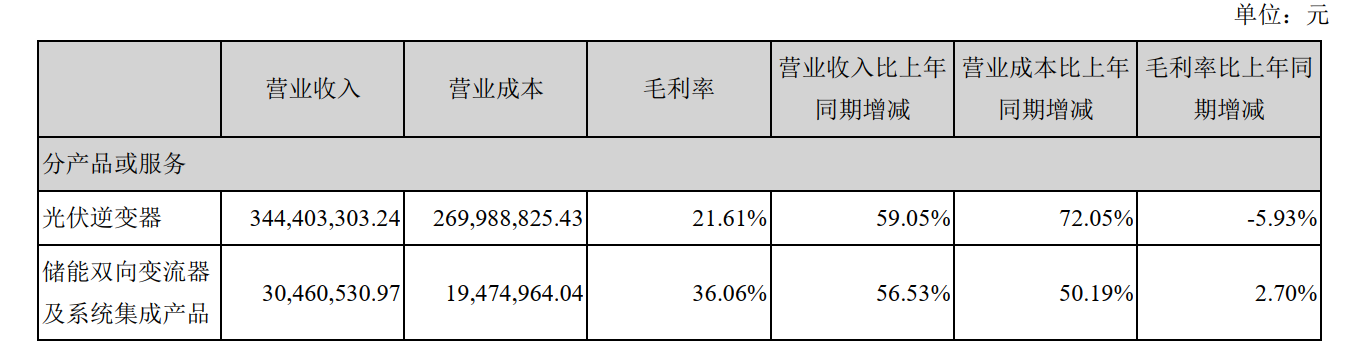 单位：元
营业收入 营业成本 毛利率 营业收入比上年同期增减 营业成本比上年同期增减 毛利率比上年同期增减
分产品或服务
光伏逆变器 344,403,303.24 269,988,825.43 21.61% 59.05% 72.05% -5.93%
储能双向变流器及系统集成产品 30,460,530.97 19,474,964.04 36.06% 56.53% 50.19% 2.70%